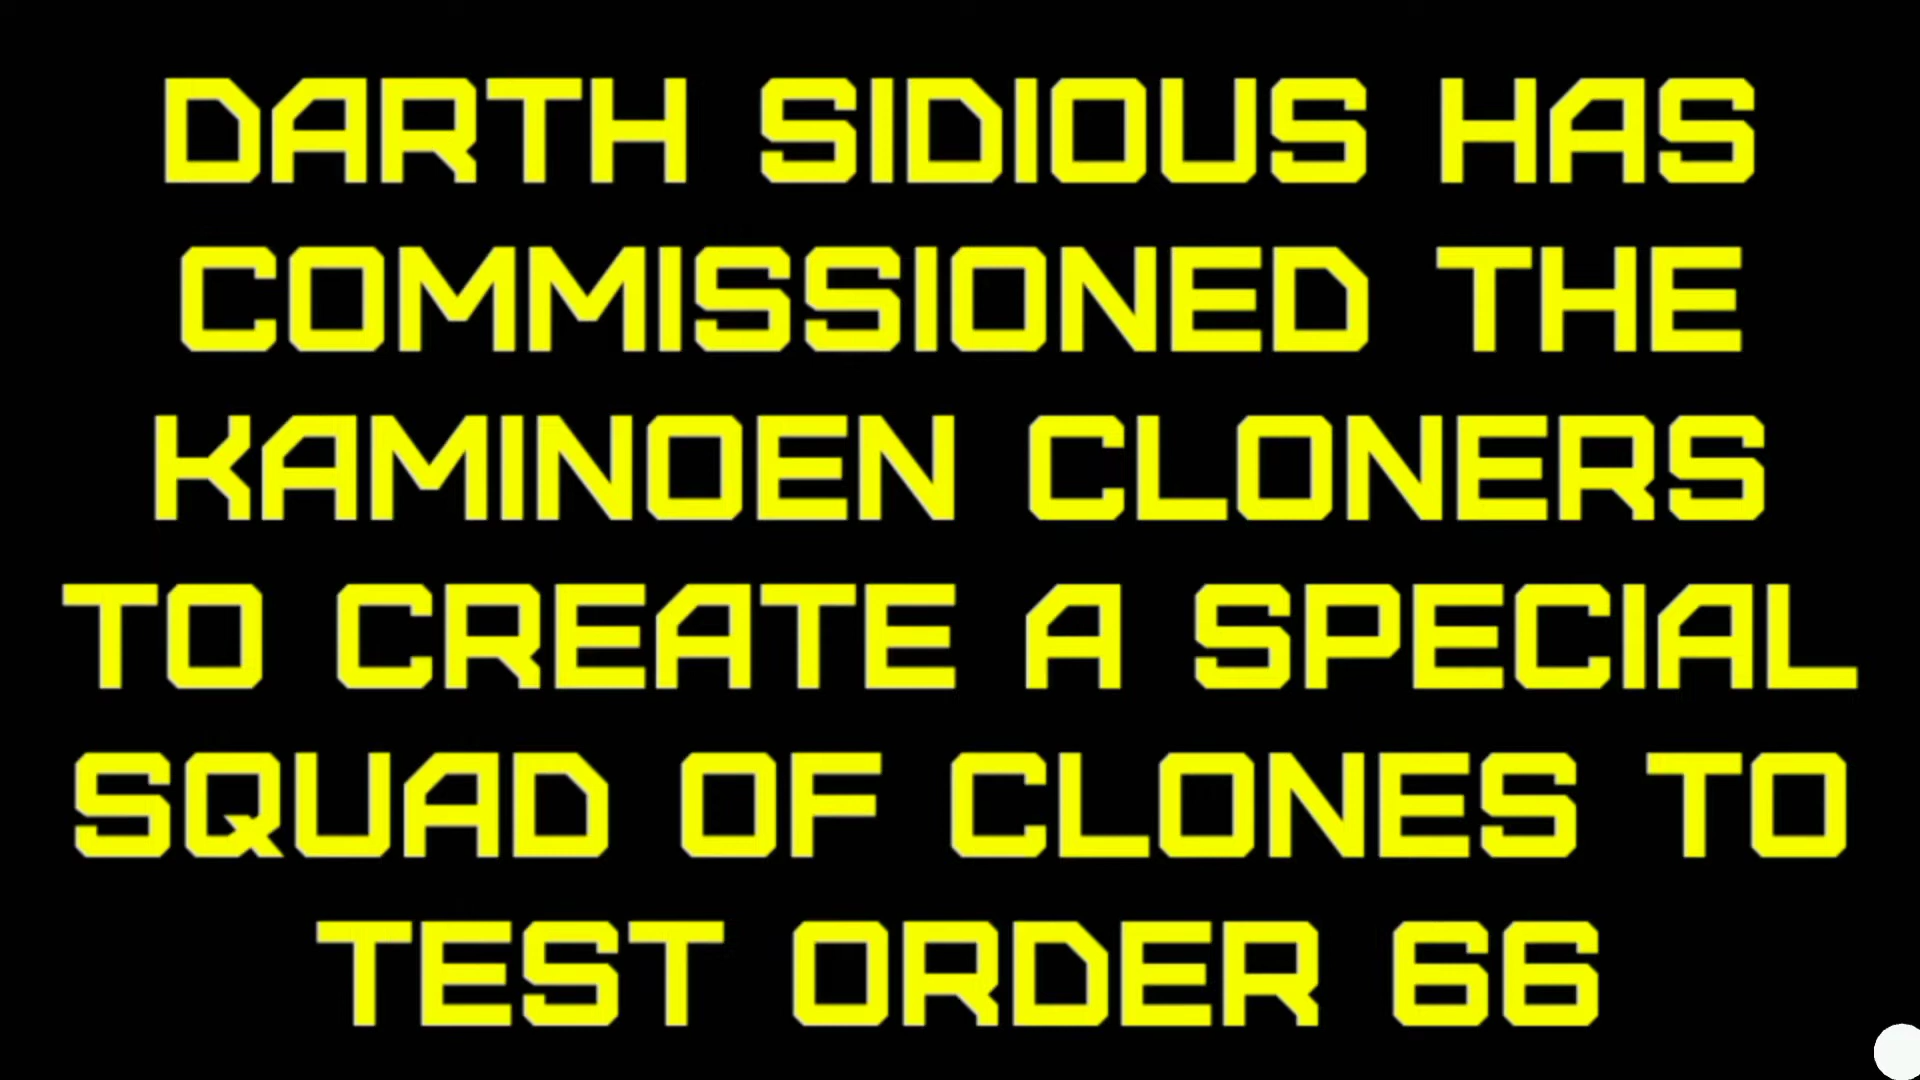 DARTH SIDIOUS HAS
COMMISSIONED THE
KAMINOEN CLONERS
TO CREATE A SPECIAL
SQUAD OF CLONES TO
TEST ORDER 66